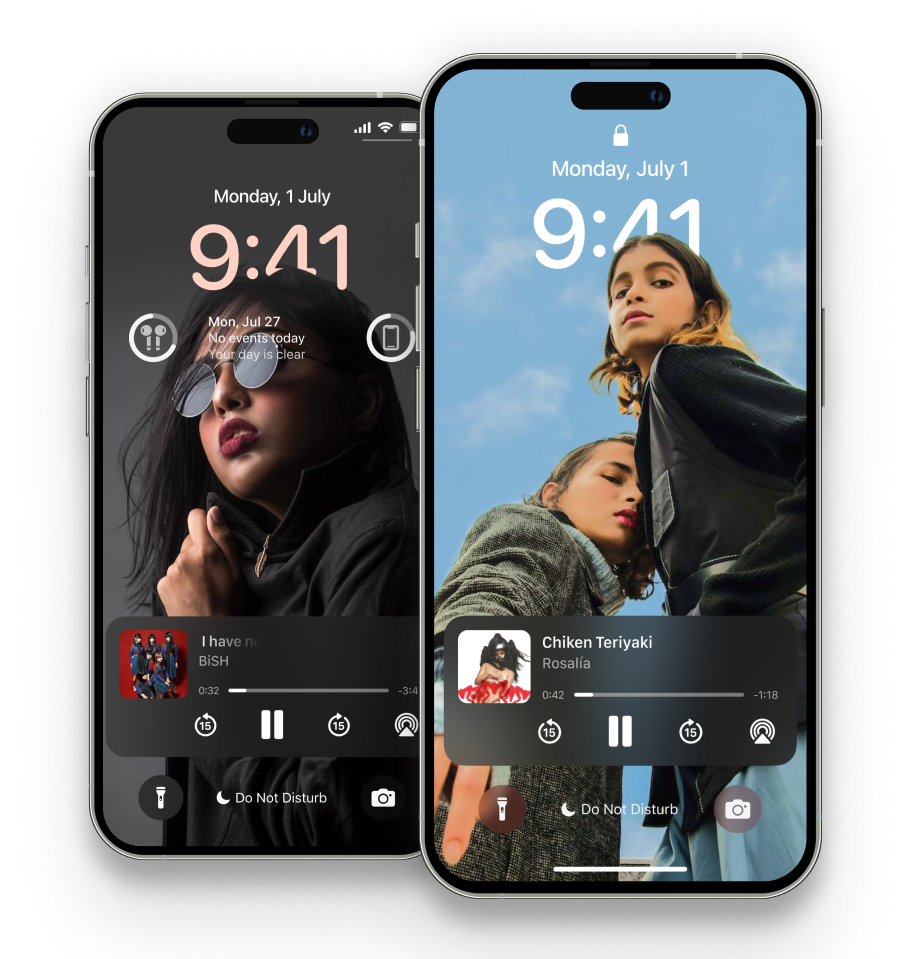 Monday, 1 July
9:41
Mon, Jul 27
No events today
Your day is clear
I have no
BiSH
0:32
-3:4
15
15
Do Not Disturb
Monday, July 1
9:41
Chiken Teriyaki
Rosalía
0:42
-1:18
15
15
Do Not Disturb